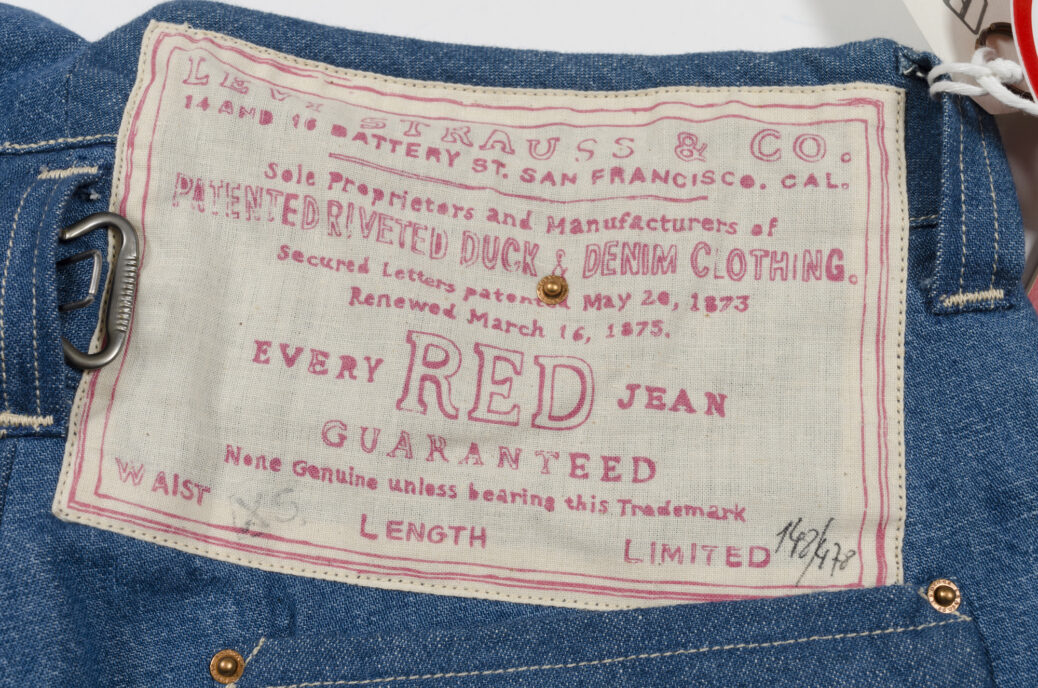 LEVI STRAUSS & CO.
14 AND 16 BATTERY ST. SAN FRANCISCO. CAL.
Sole Proprietors and Manufacturers of
PATENTED RIVETED DUCK & DENIM CLOTHING.
Secured Letters patented May 20, 1873
Renewed March 16, 1875.
EVERY RED JEAN
GUARANTEED
None Genuine unless bearing this Trademark
WAIST XS.
LENGTH
LIMITED 148/478